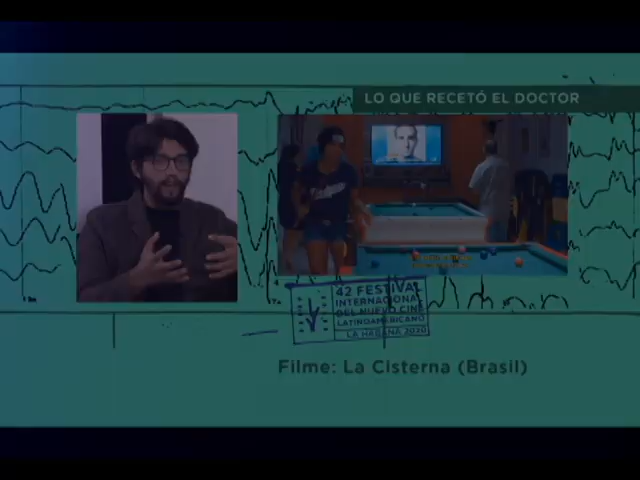 LO QUE RECETÓ EL DOCTOR
42 FESTIVAL
INTERNACIONAL
DEL NUEVO CINE
LATINOAMERICANO
LA HABANA 2020
Filme: La Cisterna (Brasil)